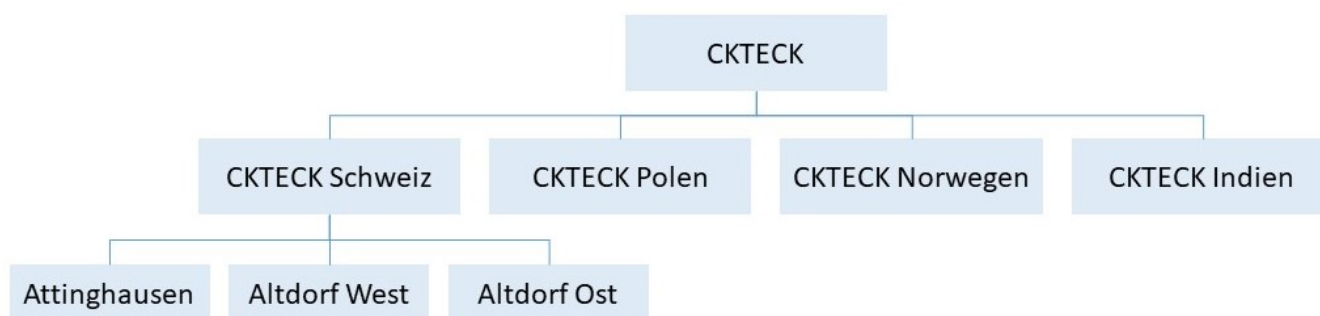 CKTECK
CKTECK Schweiz
CKTECK Polen
CKTECK Norwegen
CKTECK Indien
Attinghausen
Altdorf West
Altdorf Ost